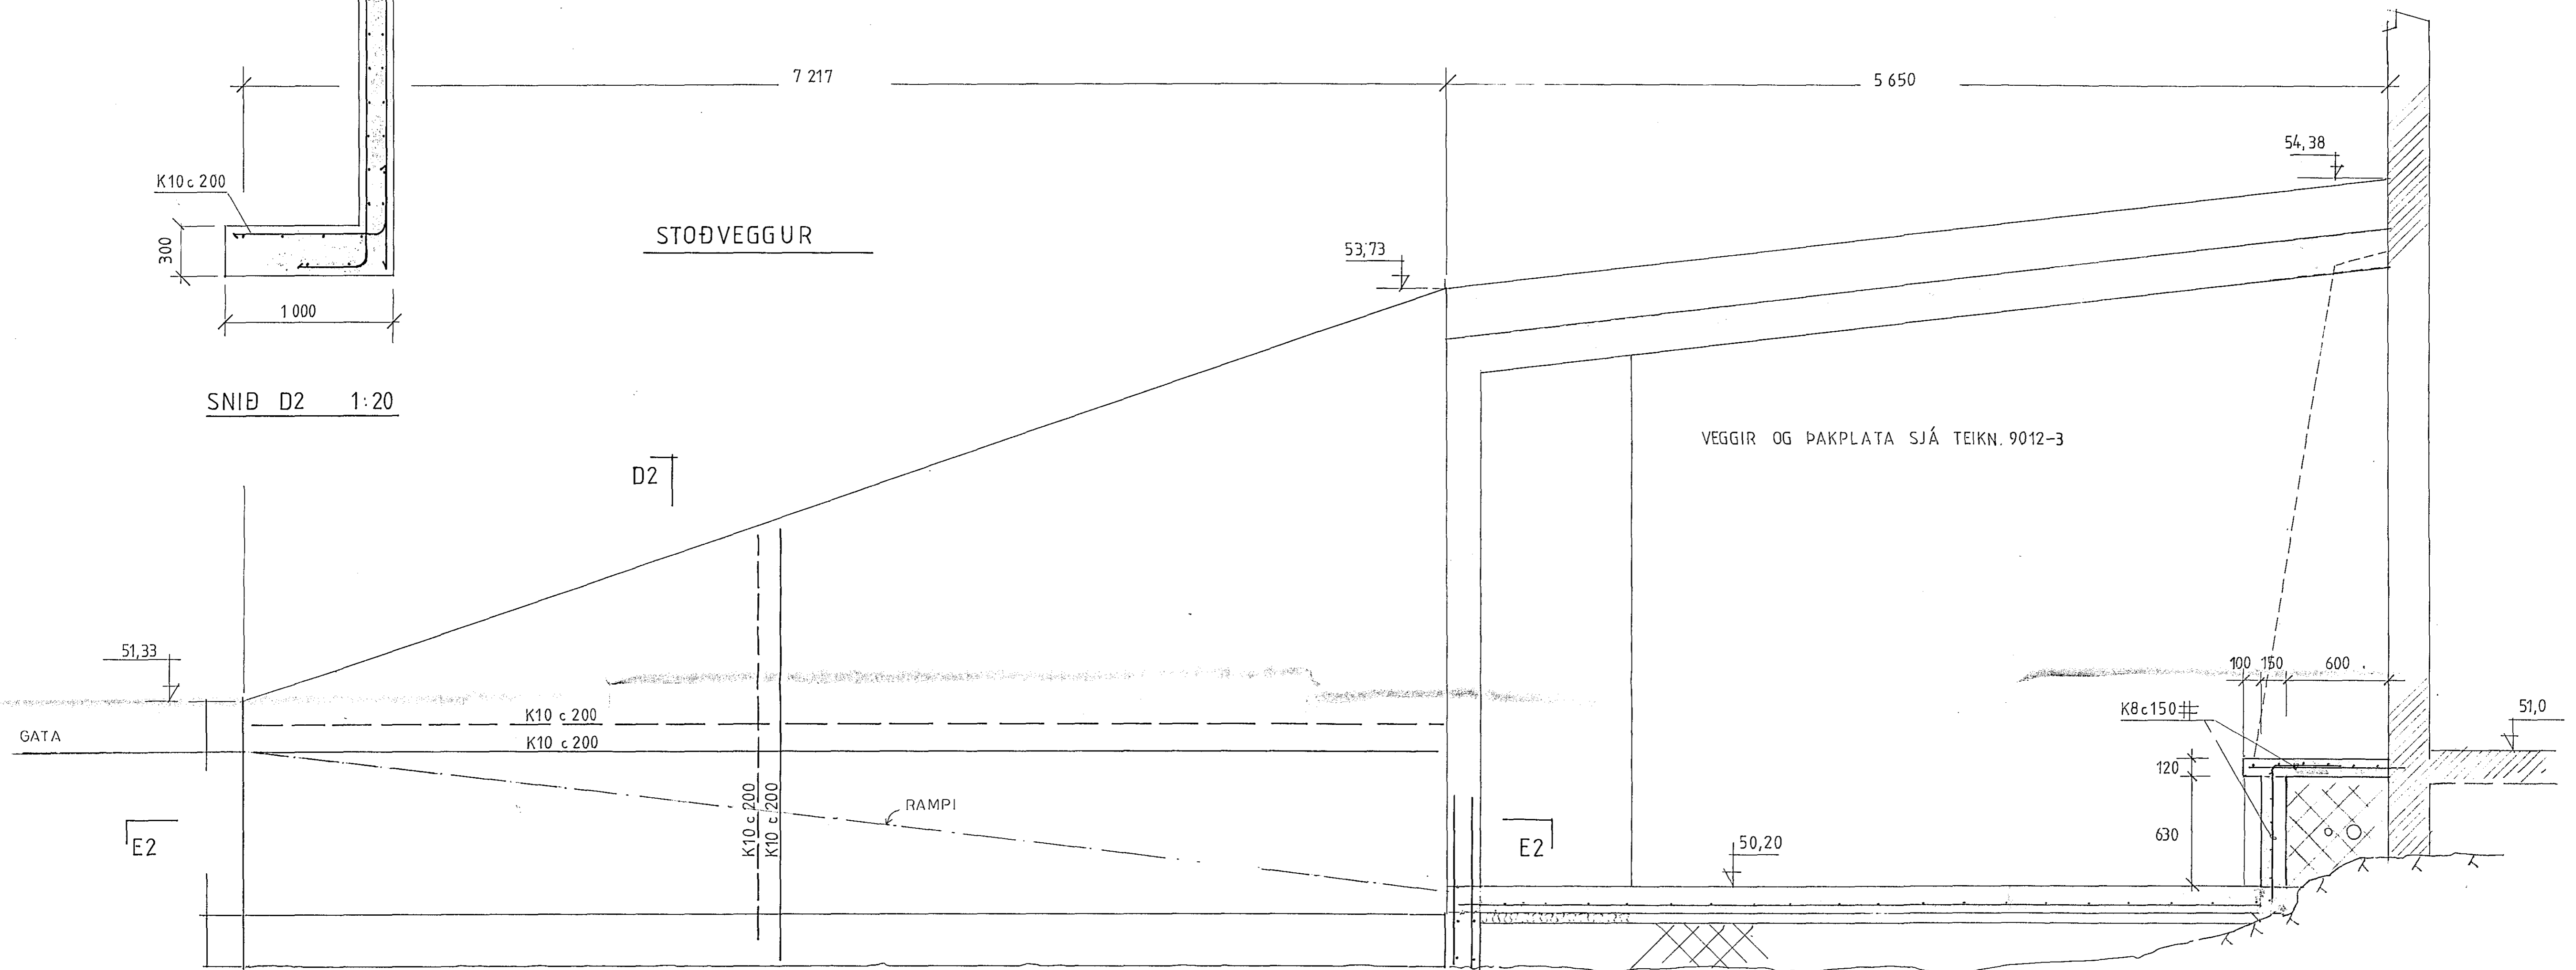 7 217
5 650
54,38
K10 c 200
STOÐVEGGUR
300
53,73
1 000
SNIÐ D2 1:20
VEGGIR OG ÞAKPLATA SJÁ TEIKN. 9012-3
D2
51,33
100 150 600
K10 c 200
K8 c 150
51,0
GATA
K10 c 200
120
K10 c 200
K10 c 200
RAMPI
630
E2
E2
50,20